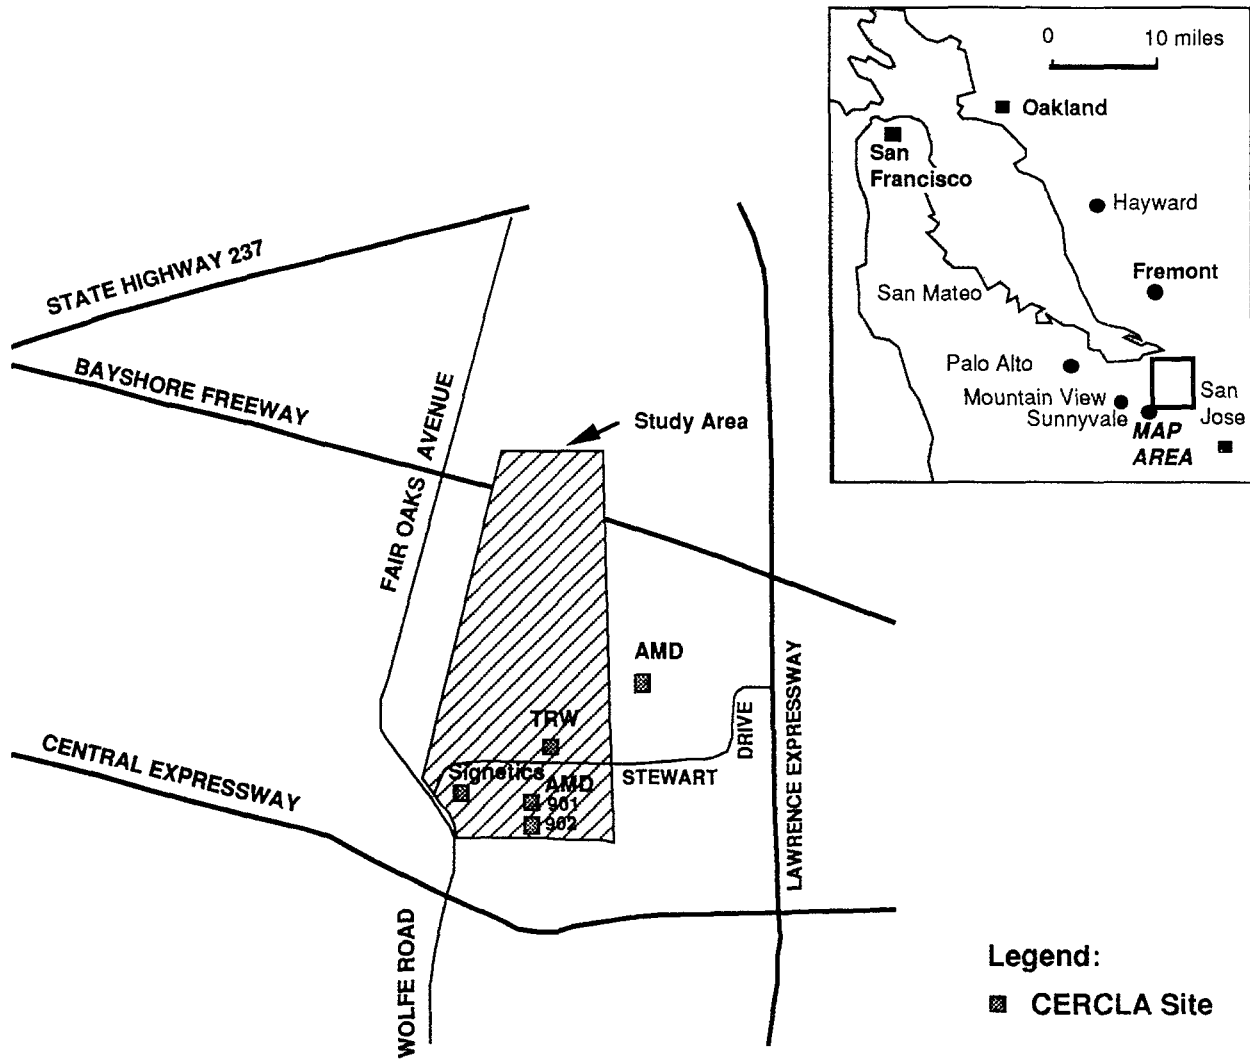 0 10 miles
Oakland
San
Francisco
Hayward
Fremont
San Mateo
Palo Alto
Mountain View
Sunnyvale
San
Jose
MAP
AREA
STATE HIGHWAY 237
BAYSHORE FREEWAY
FAIR OAKS AVENUE
Study Area
AMD
TRW
Signetics
AMD
901
902
STEWART DRIVE
LAWRENCE EXPRESSWAY
CENTRAL EXPRESSWAY
WOLFE ROAD
Legend:
CERCLA Site